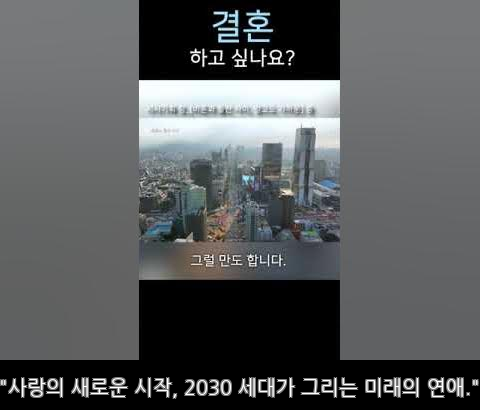 결혼
하고 싶나요?
그럴 만도 합니다.
"사랑의 새로운 시작, 2030 세대가 그리는 미래의 연애."